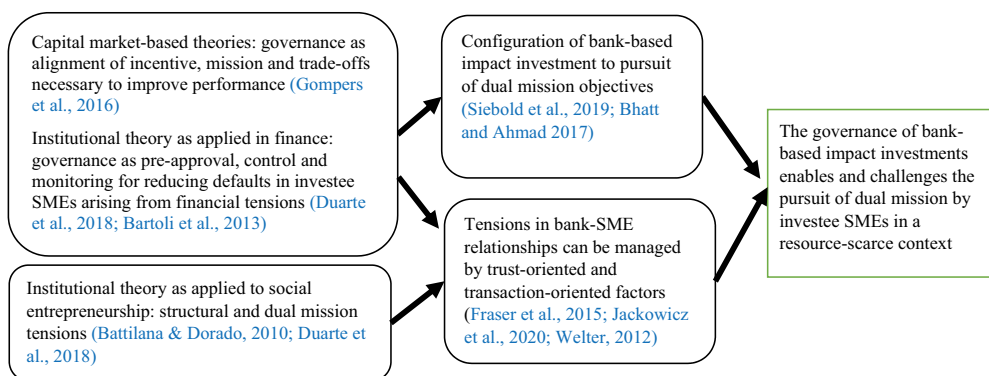 Capital market-based theories: governance as
alignment of incentive, mission and trade-offs
necessary to improve performance (Gompers
et al., 2016)
Institutional theory as applied in finance:
governance as pre-approval, control and
monitoring for reducing defaults in investee
SMEs arising from financial tensions (Duarte
et al., 2018; Bartoli et al., 2013)
Institutional theory as applied to social
entrepreneurship: structural and dual mission
tensions (Battilana & Dorado, 2010; Duarte et
al., 2018)
Configuration of bank-based
impact investment to pursuit
of dual mission objectives
(Siebold et al., 2019; Bhatt
and Ahmad 2017)
Tensions in bank-SME
relationships can be managed
by trust-oriented and
transaction-oriented factors
(Fraser et al., 2015; Jackowicz
et al., 2020; Welter, 2012)
The governance of bank-
based impact investments
enables and challenges the
pursuit of dual mission by
investee SMEs in a
resource-scarce context